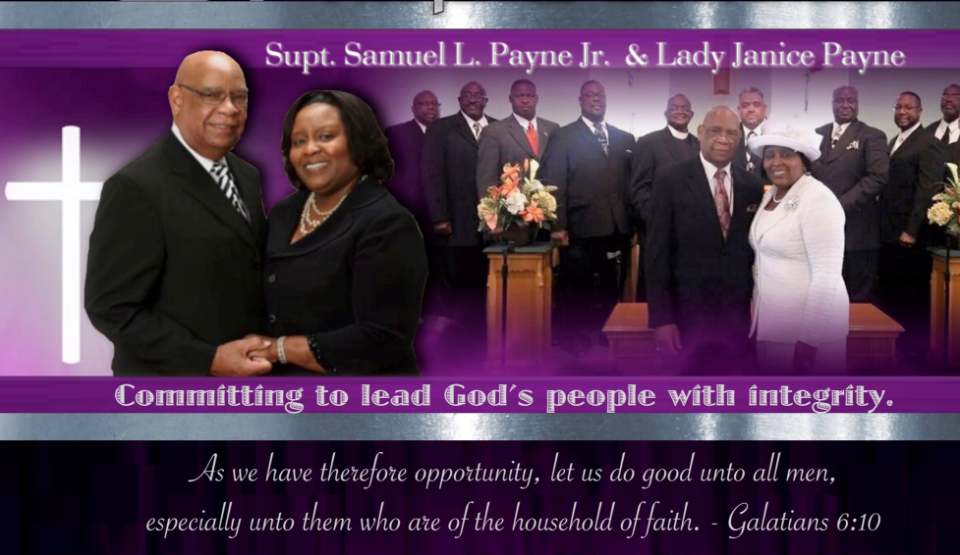 Supt. Samuel L. Payne Jr. & Lady Janice Payne
Committing to lead God's people with integrity.
As we have therefore opportunity, let us do good unto all men,
especially unto them who are of the household of faith. - Galatians 6:10